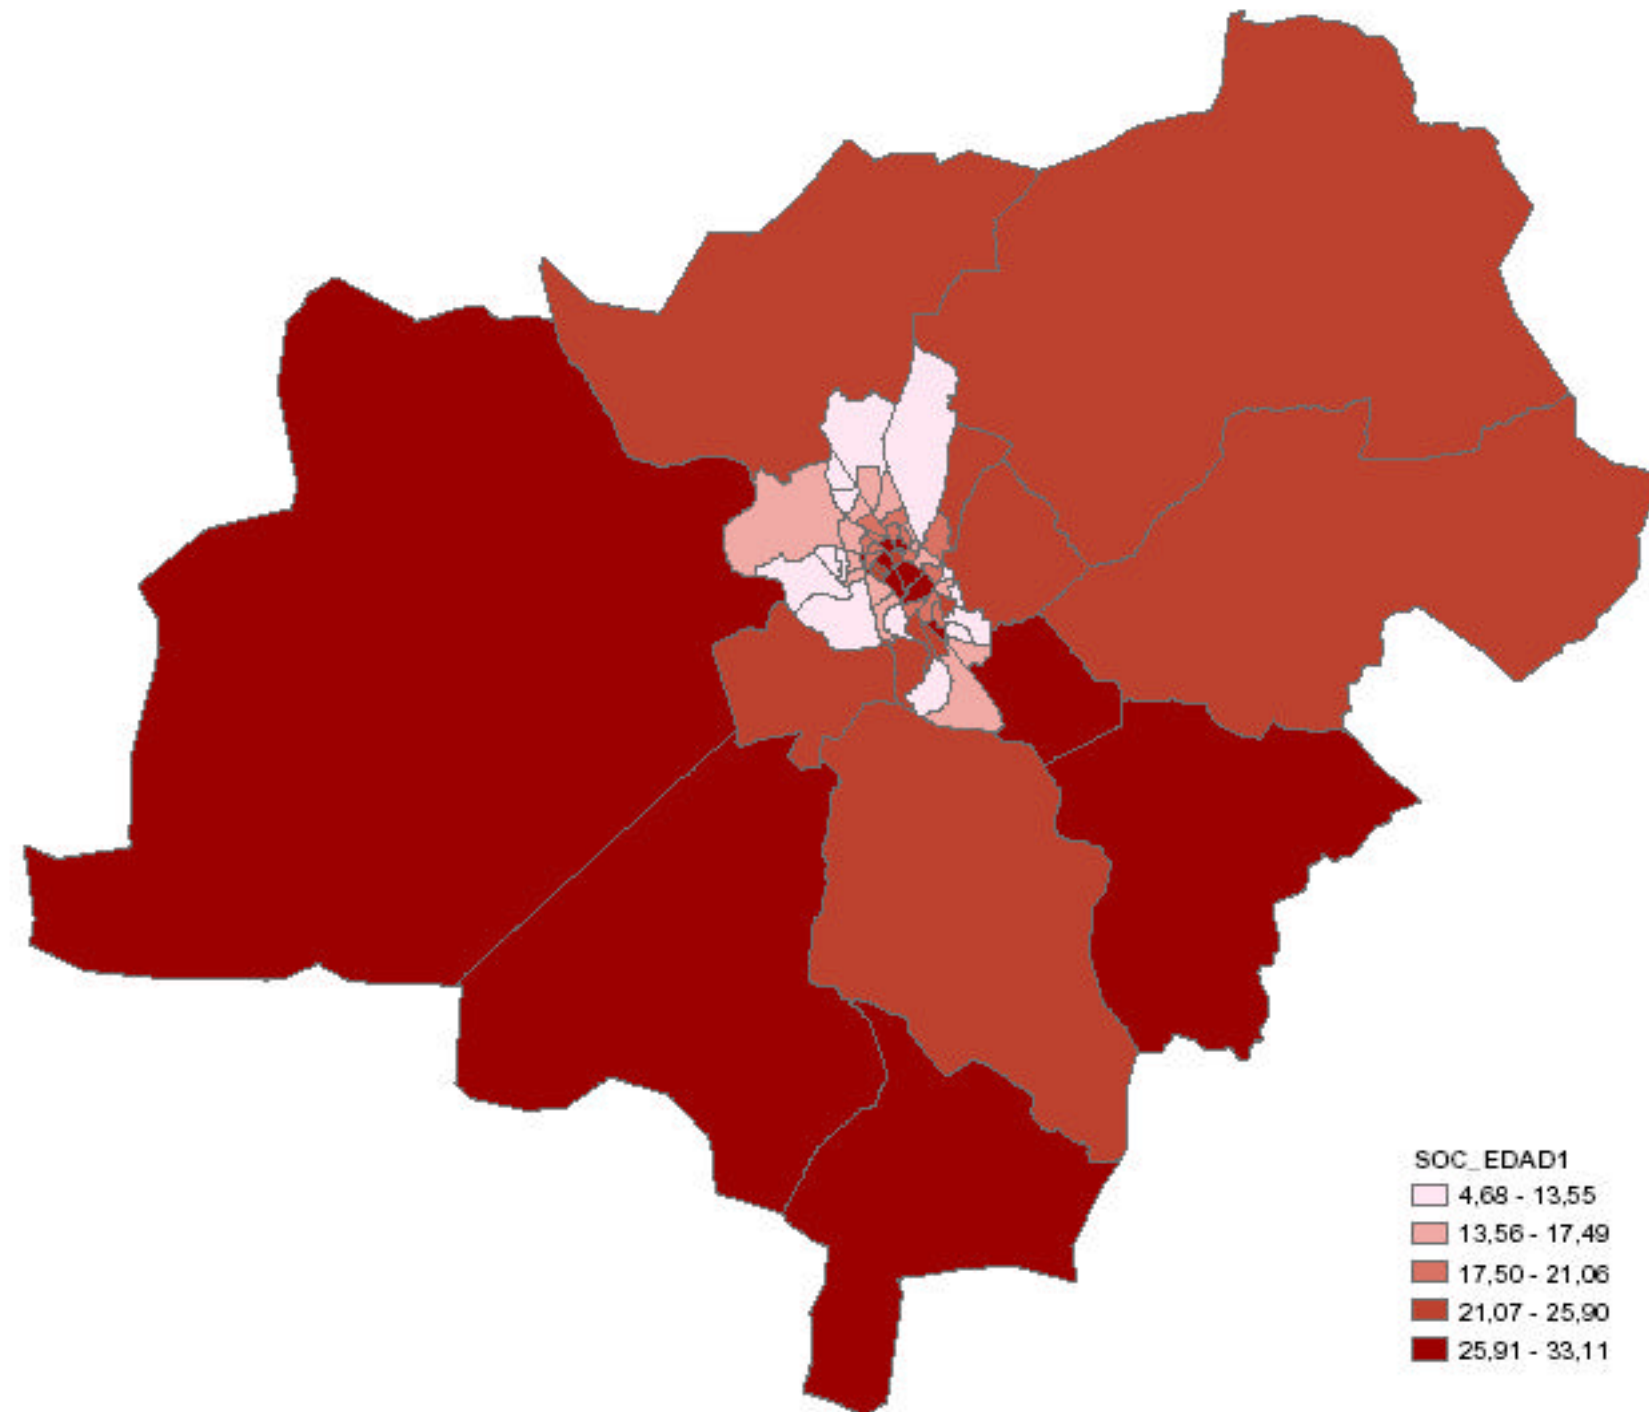 SOC_EDAD1
4,68 - 13,55
13,56 - 17,49
17,50 - 21,06
21,07 - 25,90
25,91 - 33,11